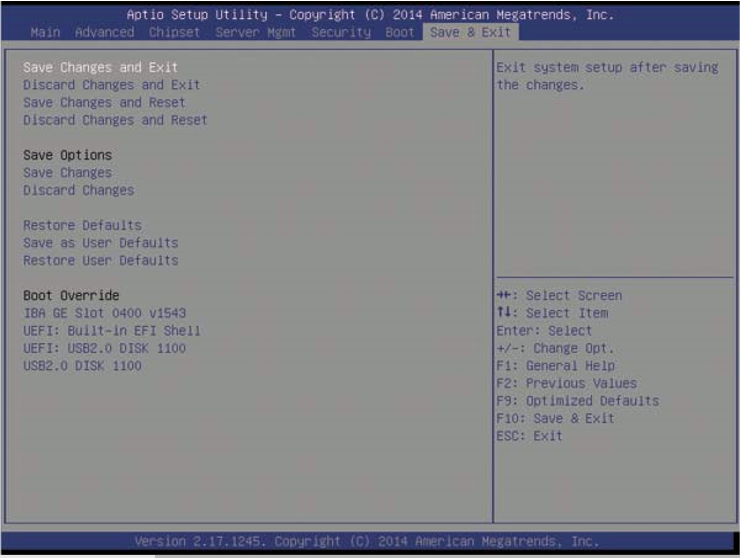 Aptio Setup Utility – Copyright (C) 2014 American Megatrends, Inc.
Main Advanced Chipset Server Mgmt Security Boot Save & Exit
Save Changes and Exit
Discard Changes and Exit
Save Changes and Reset
Discard Changes and Reset
Save Options
Save Changes
Discard Changes
Restore Defaults
Save as User Defaults
Restore User Defaults
Boot Override
IBA GE Slot 0400 v1543
UEFI: Built-in EFI Shell
UEFI: USB2.0 DISK 1100
USB2.0 DISK 1100
Exit system setup after saving
the changes.
→←: Select Screen
↑↓: Select Item
Enter: Select
+/-: Change Opt.
F1: General Help
F2: Previous Values
F9: Optimized Defaults
F10: Save & Exit
ESC: Exit
Version 2.17.1245. Copyright (C) 2014 American Megatrends, Inc.